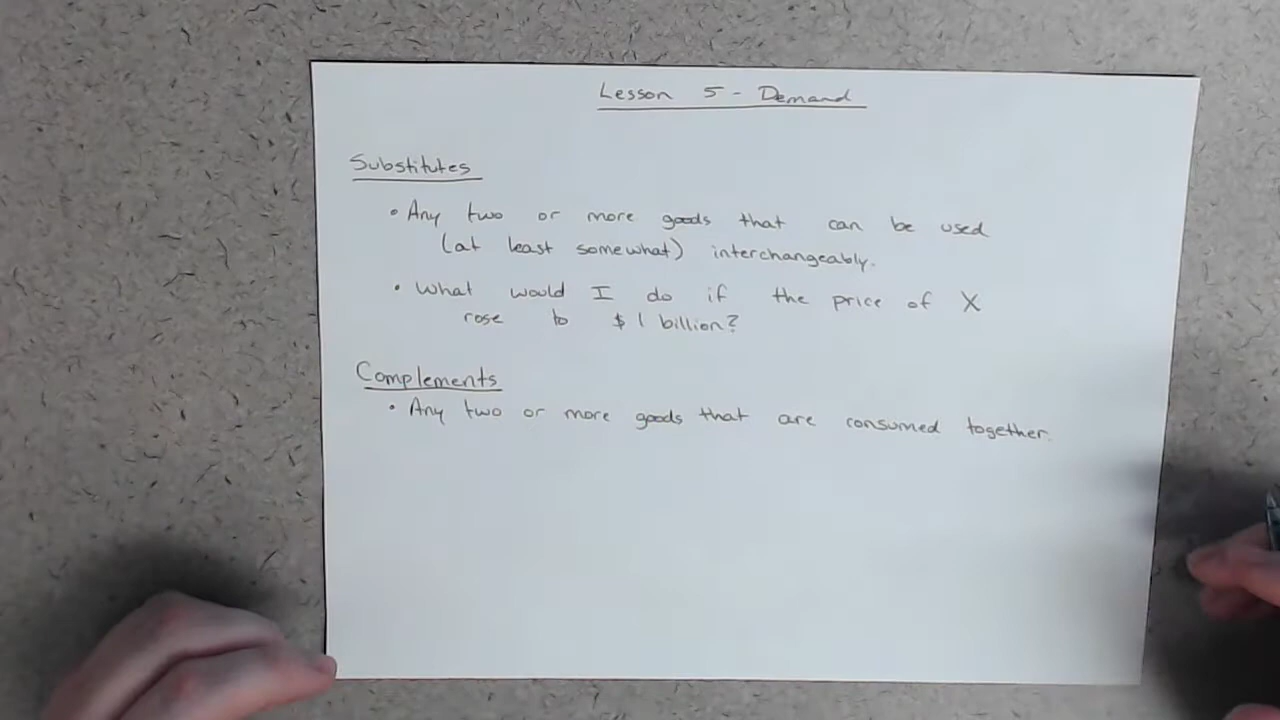 Lesson 5 - Demand
Substitutes
• Any two or more goods that can be used
(at least somewhat) interchangeably.
• What would I do if the price of X
rose to $1 billion?
Complements
• Any two or more goods that are consumed together.